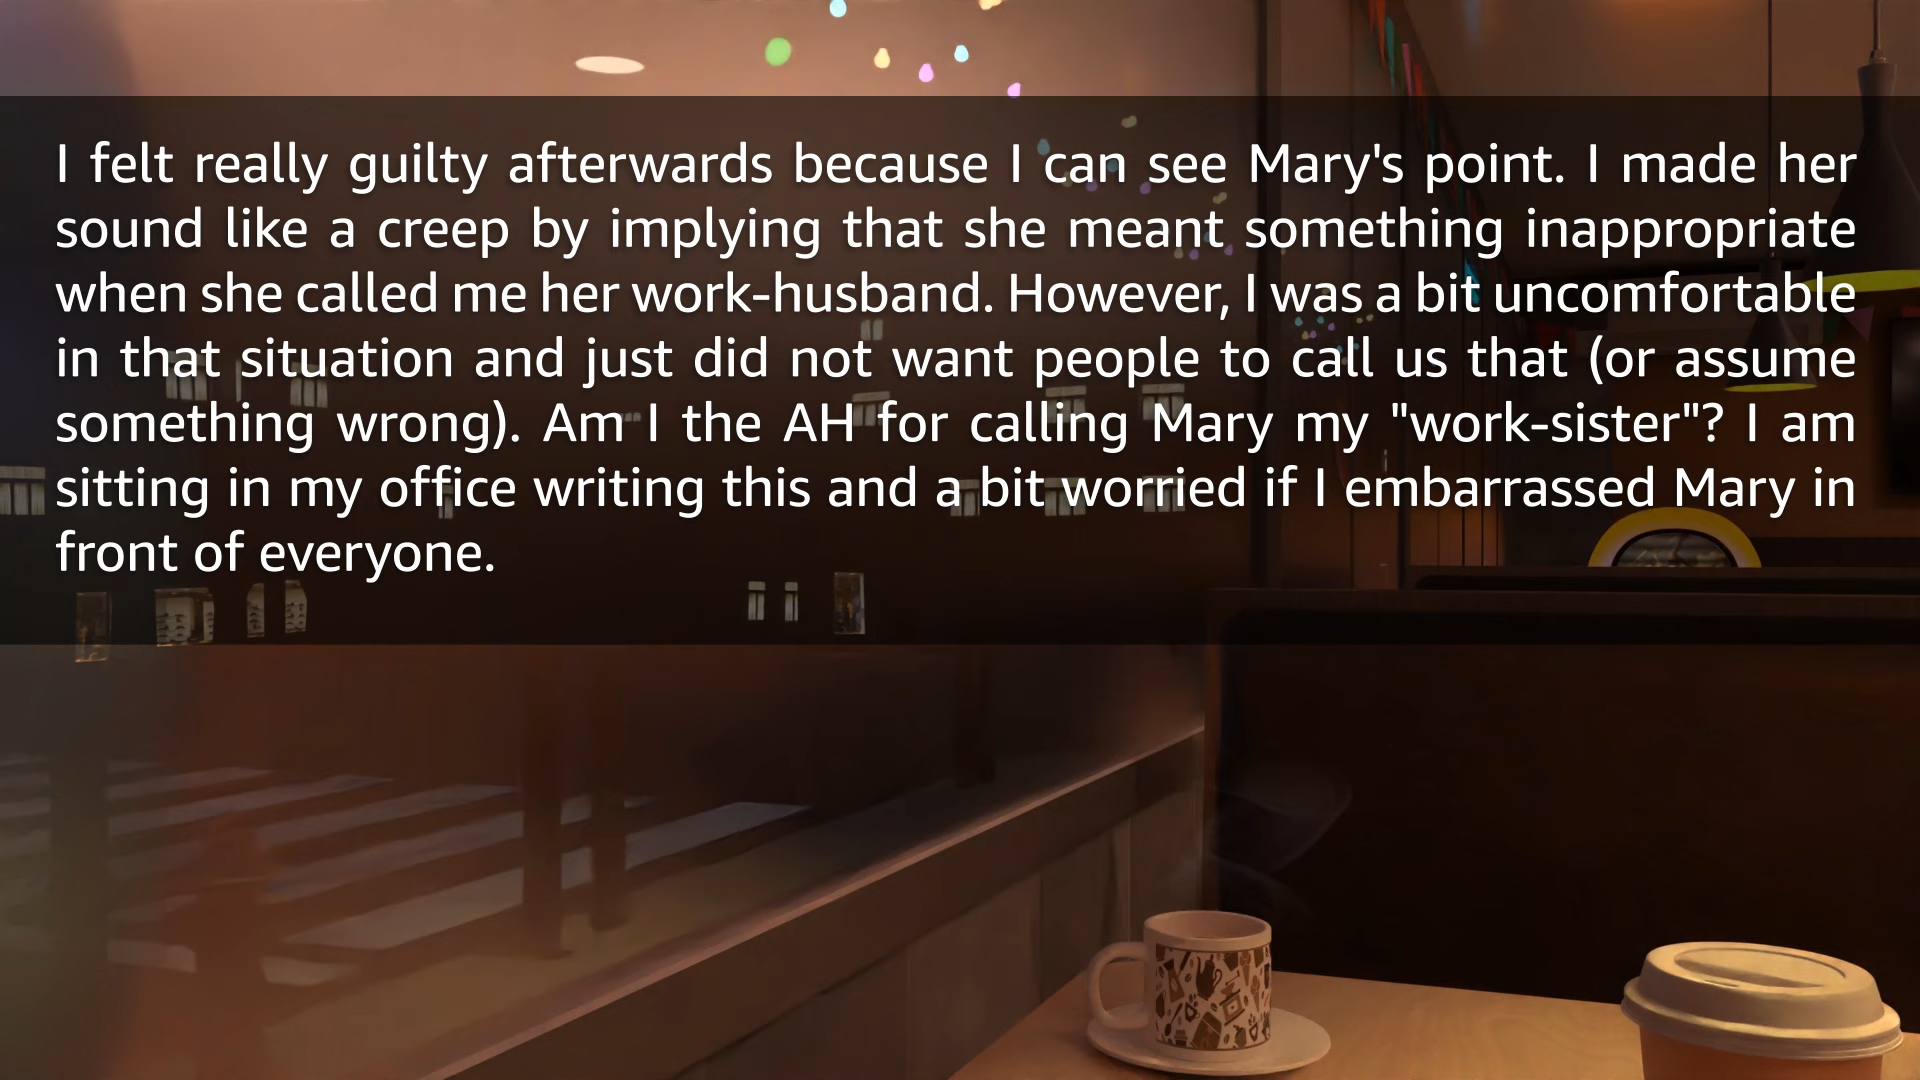 I felt really guilty afterwards because I can see Mary's point. I made her
sound like a creep by implying that she meant something inappropriate
when she called me her work-husband. However, I was a bit uncomfortable
in that situation and just did not want people to call us that (or assume
something wrong). Am I the AH for calling Mary my "work-sister"? I am
sitting in my office writing this and a bit worried if I embarrassed Mary in
front of everyone.